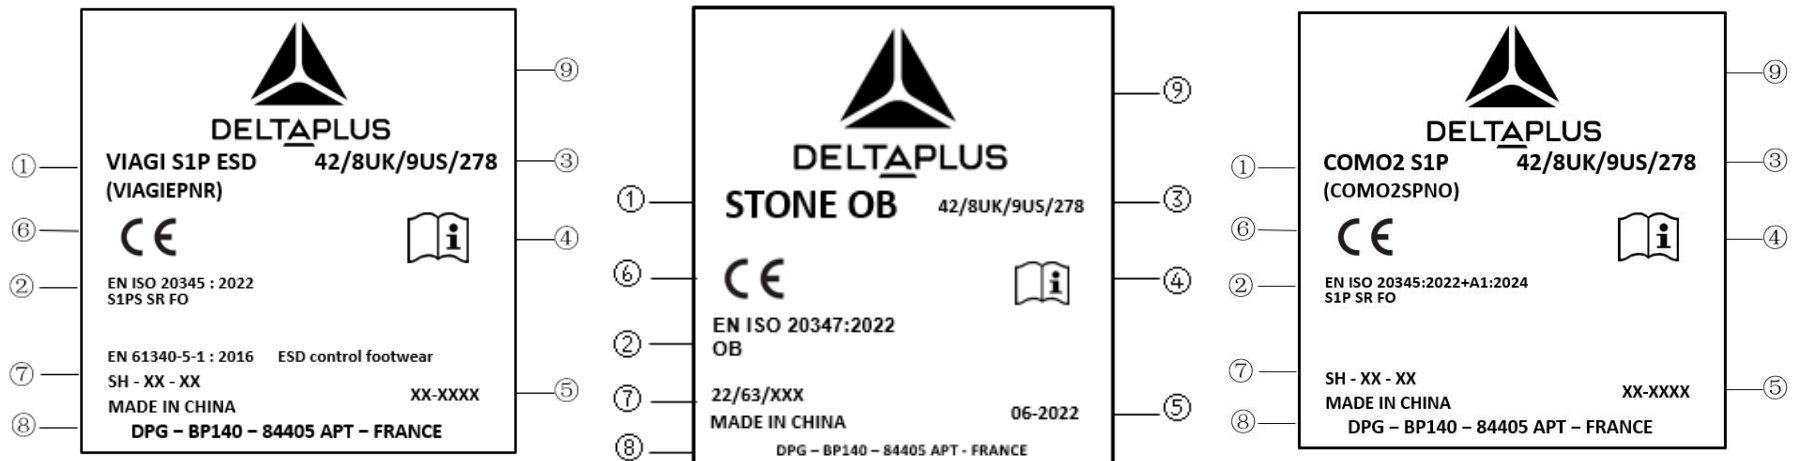 ⑨
DELTAPLUS
① VIAGI S1P ESD 42/8UK/9US/278 ③
(VIAGIEPNR)
⑥ CE i ④
② EN ISO 20345 : 2022
S1PS SR FO
EN 61340-5-1 : 2016 ESD control footwear
⑦ SH - XX - XX
XX-XXXX ⑤
MADE IN CHINA
⑧ DPG – BP140 – 84405 APT – FRANCE
⑨
DELTAPLUS
① STONE OB 42/8UK/9US/278 ③
⑥ CE i ④
EN ISO 20347:2022
② OB
⑦ 22/63/XXX
06-2022 ⑤
MADE IN CHINA
⑧ DPG – BP140 – 84405 APT - FRANCE
⑨
DELTAPLUS
① COMO2 S1P 42/8UK/9US/278 ③
(COMO2SPNO)
⑥ CE i ④
② EN ISO 20345:2022+A1:2024
S1P SR FO
⑦ SH - XX - XX
XX-XXXX ⑤
MADE IN CHINA
⑧ DPG – BP140 – 84405 APT – FRANCE